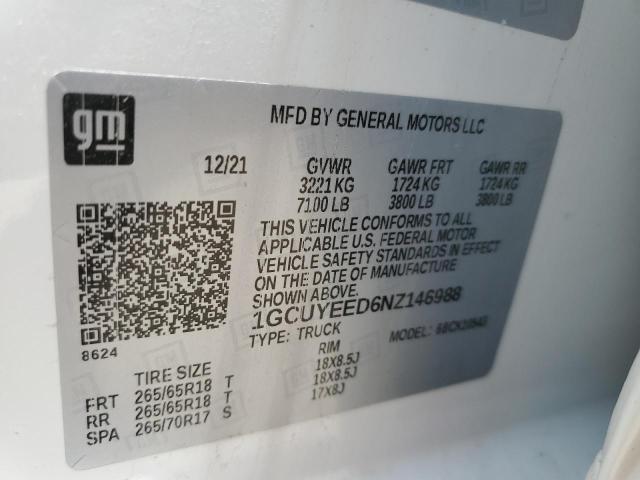 gm
MFD BY GENERAL MOTORS LLC
12/21 GVWR GAWR FRT GAWR RR
3221 KG 1724 KG 1724 KG
7100 LB 3800 LB 3800 LB
THIS VEHICLE CONFORMS TO ALL
APPLICABLE U.S. FEDERAL MOTOR
VEHICLE SAFETY STANDARDS IN EFFECT
ON THE DATE OF MANUFACTURE
SHOWN ABOVE.
1GCUYEED6NZ146988
8624
TYPE: TRUCK MODEL:
TIRE SIZE RIM
FRT 265/65R18 T 18X8.5J
RR 265/65R18 T 18X8.5J
SPA 265/70R17 S 17X8J